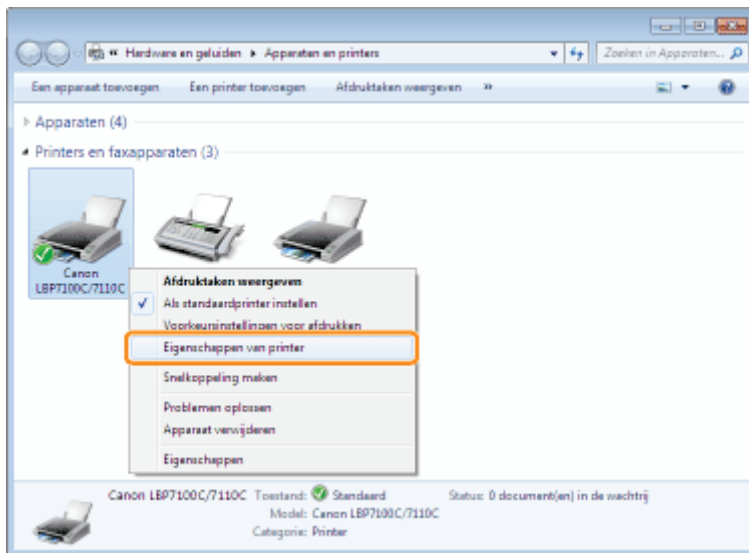 « Hardware en geluiden ▸ Apparaten en printers
Zoeken in Apparaten...
Een apparaat toevoegen Een printer toevoegen Afdruktaken weergeven »
Apparaten (4)
Printers en faxapparaten (3)
Canon
LBP7100C/7110C
Afdruktaken weergeven
Als standaardprinter instellen
Voorkeursinstellingen voor afdrukken
Eigenschappen van printer
Snelkoppeling maken
Problemen oplossen
Apparaat verwijderen
Eigenschappen
Canon LBP7100C/7110C Toestand: Standaard Status: 0 document(en) in de wachtrij
Model: Canon LBP7100C/7110C
Categorie: Printer